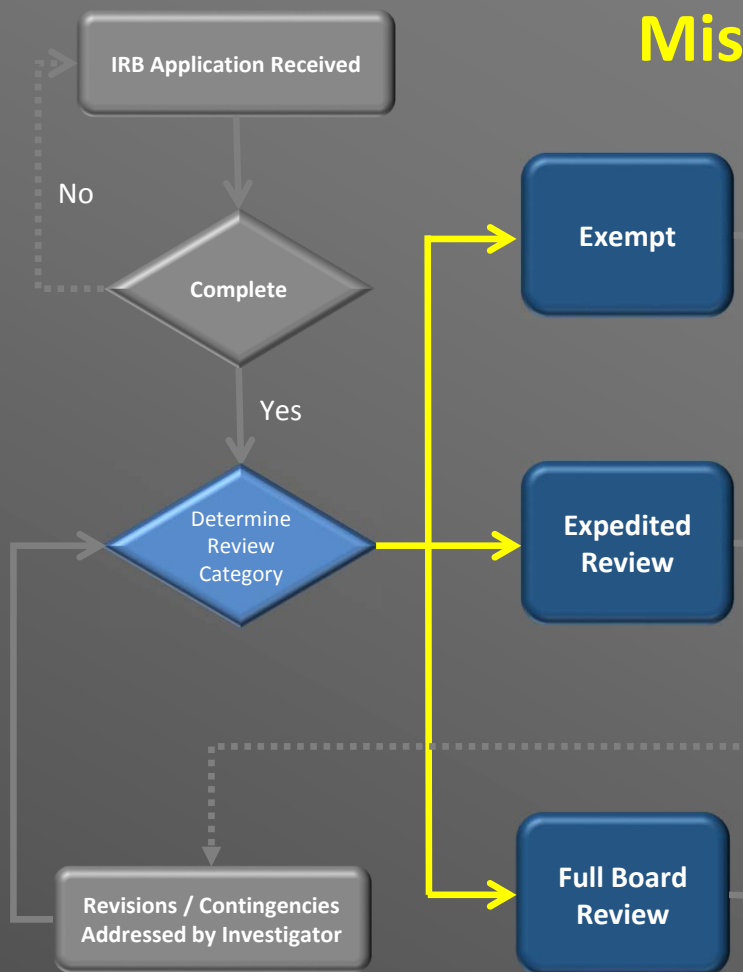 Mis
IRB Application Received
No
Complete
Exempt
Yes
Determine
Review
Category
Expedited
Review
Revisions / Contingencies
Addressed by Investigator
Full Board
Review